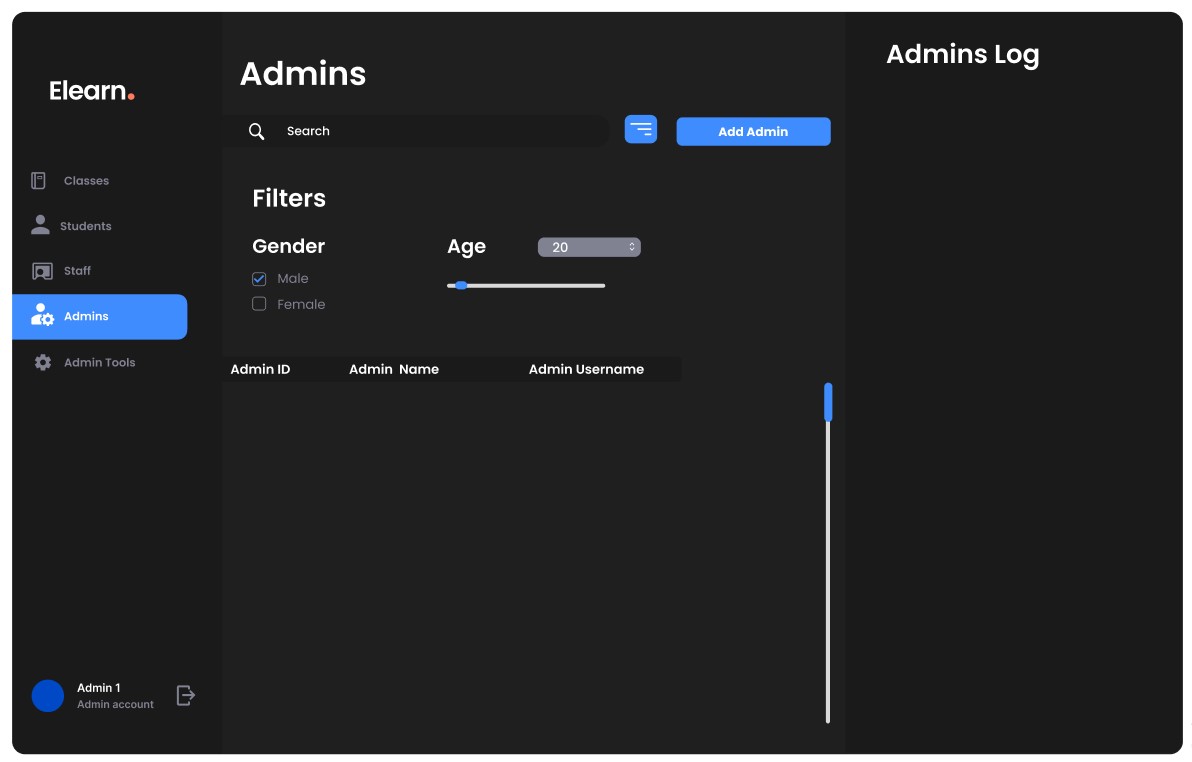 Elearn.
Classes
Students
Staff
Admins
Admin Tools
Admin 1
Admin account
Admins
Search
Add Admin
Filters
Gender
Male
Female
Age
20
Admin ID Admin Name Admin Username
Admins Log